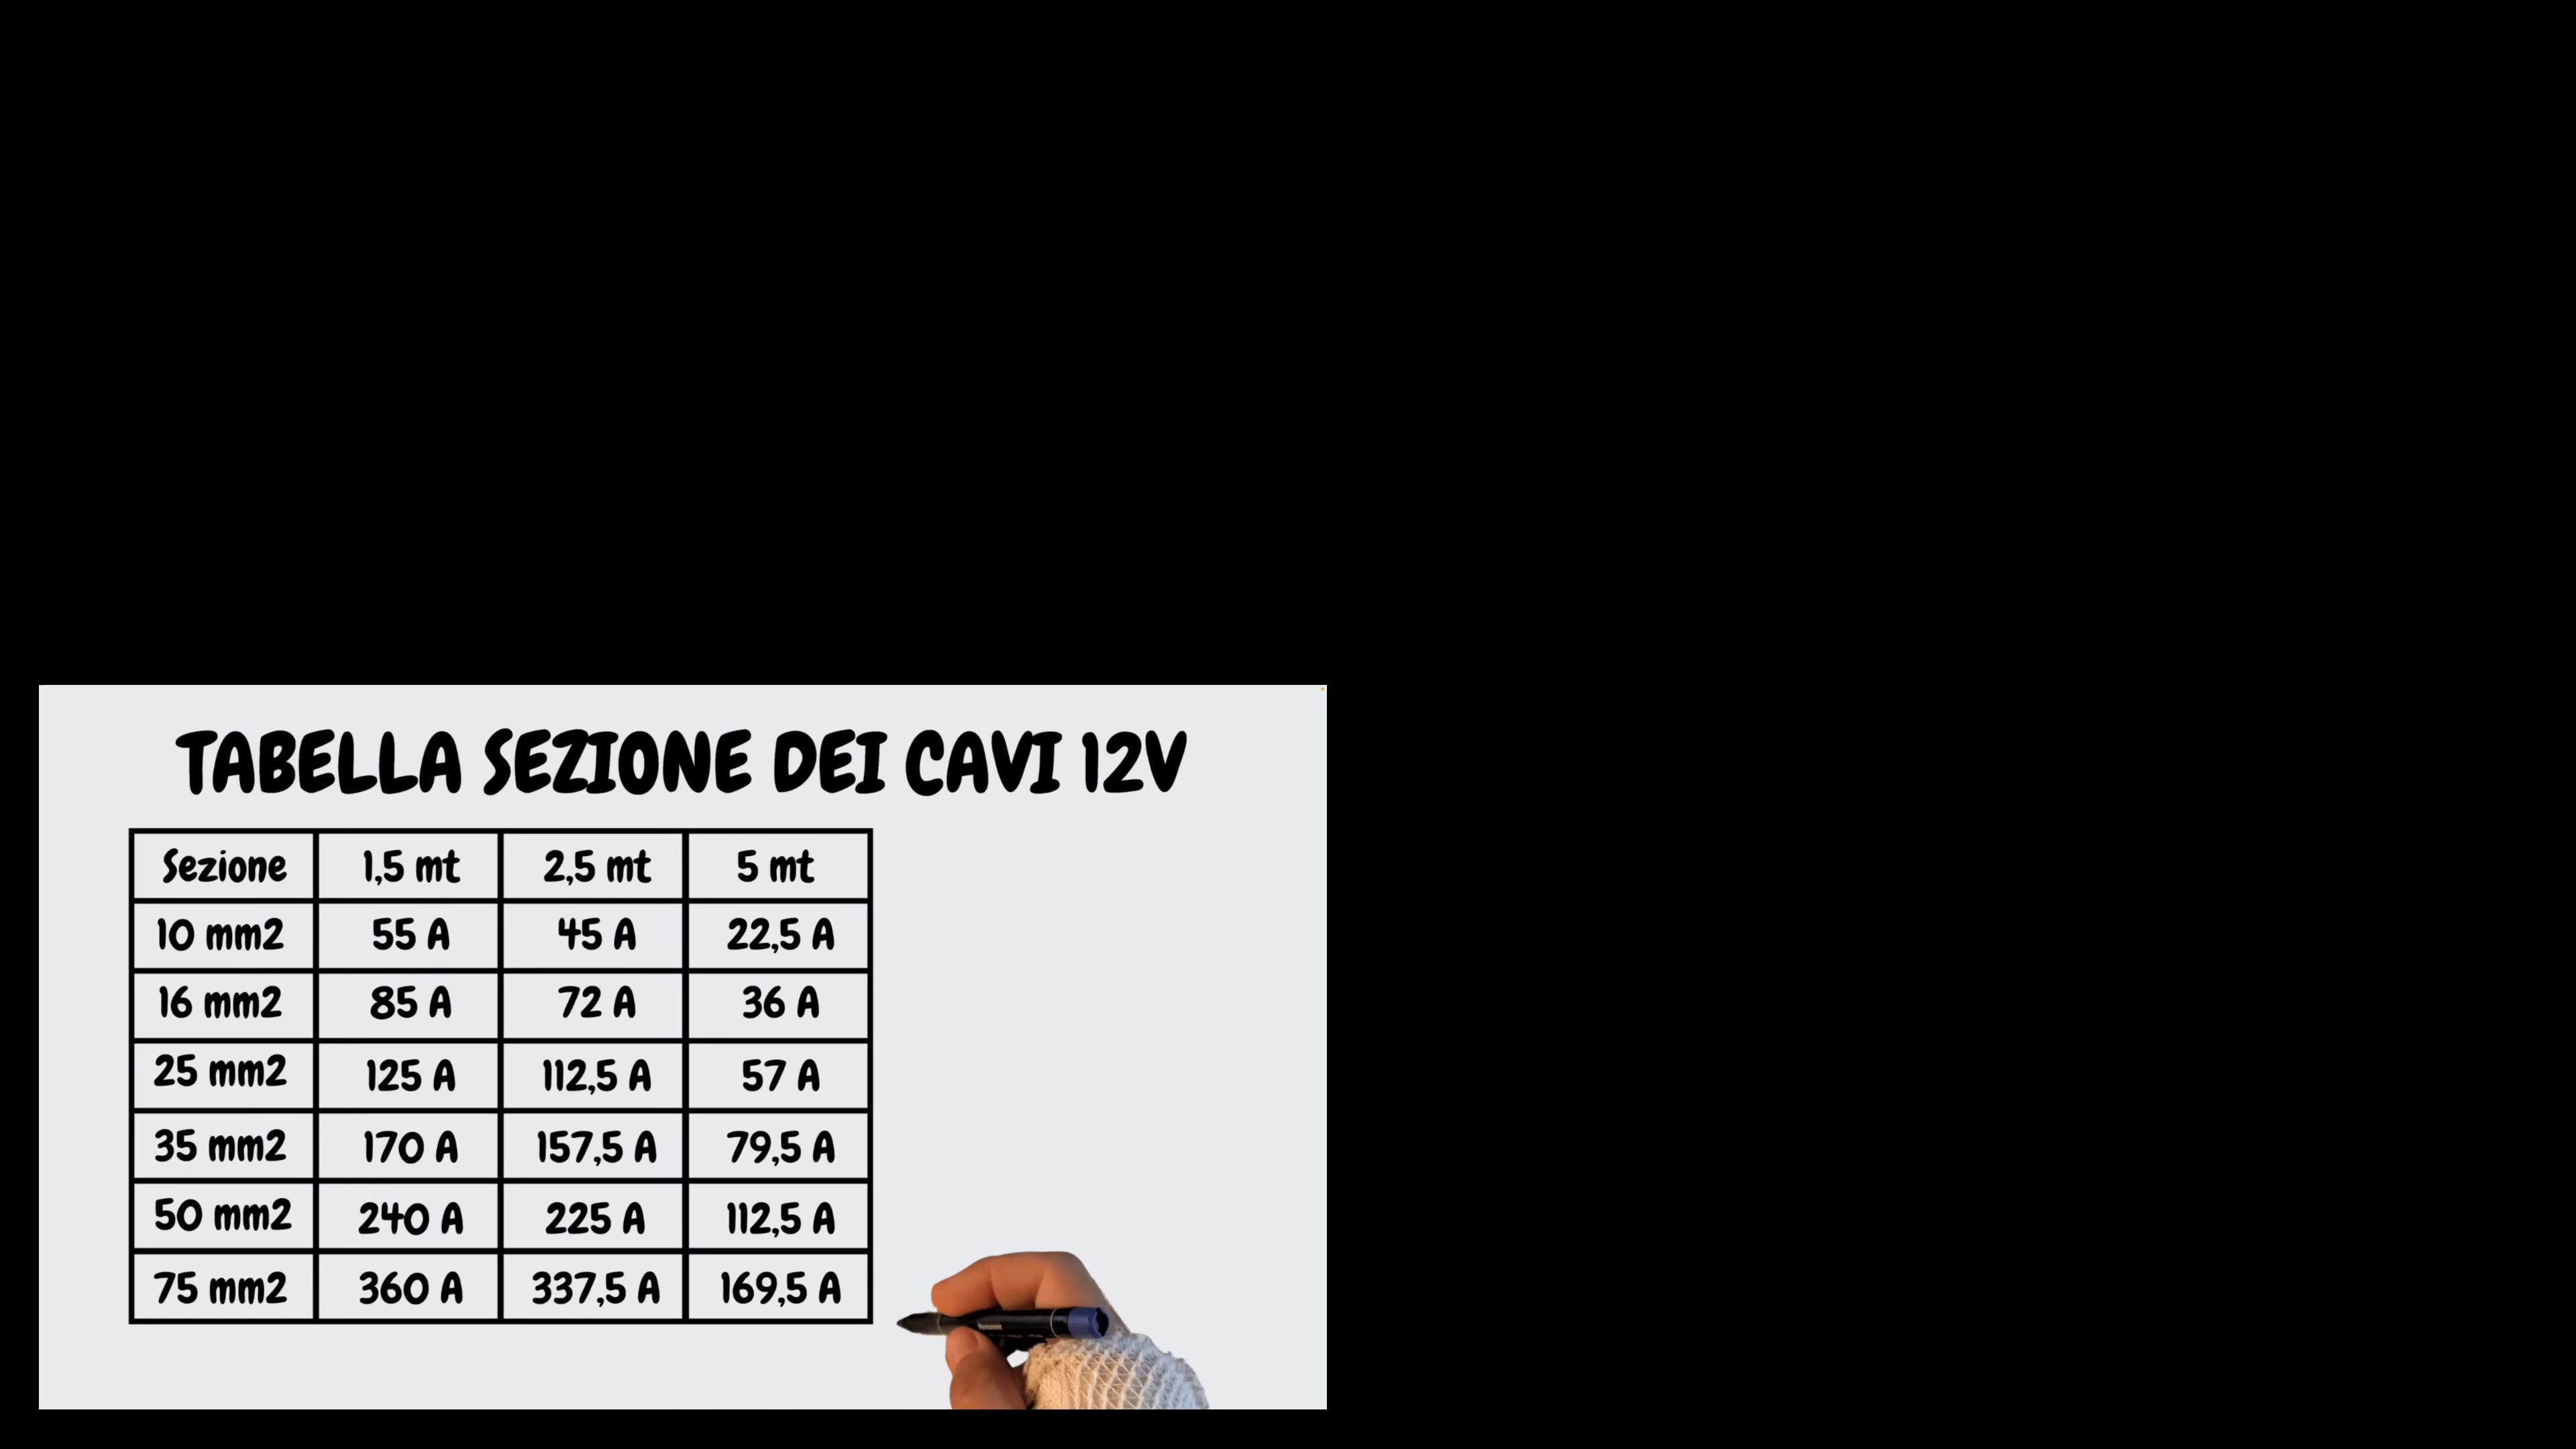 TABELLA SEZIONE DEI CAVI 12V
Sezione 1,5 mt 2,5 mt 5 mt
10 mm2 55 A 45 A 22,5 A
16 mm2 85 A 72 A 36 A
25 mm2 125 A 112,5 A 57 A
35 mm2 170 A 157,5 A 79,5 A
50 mm2 240 A 225 A 112,5 A
75 mm2 360 A 337,5 A 169,5 A